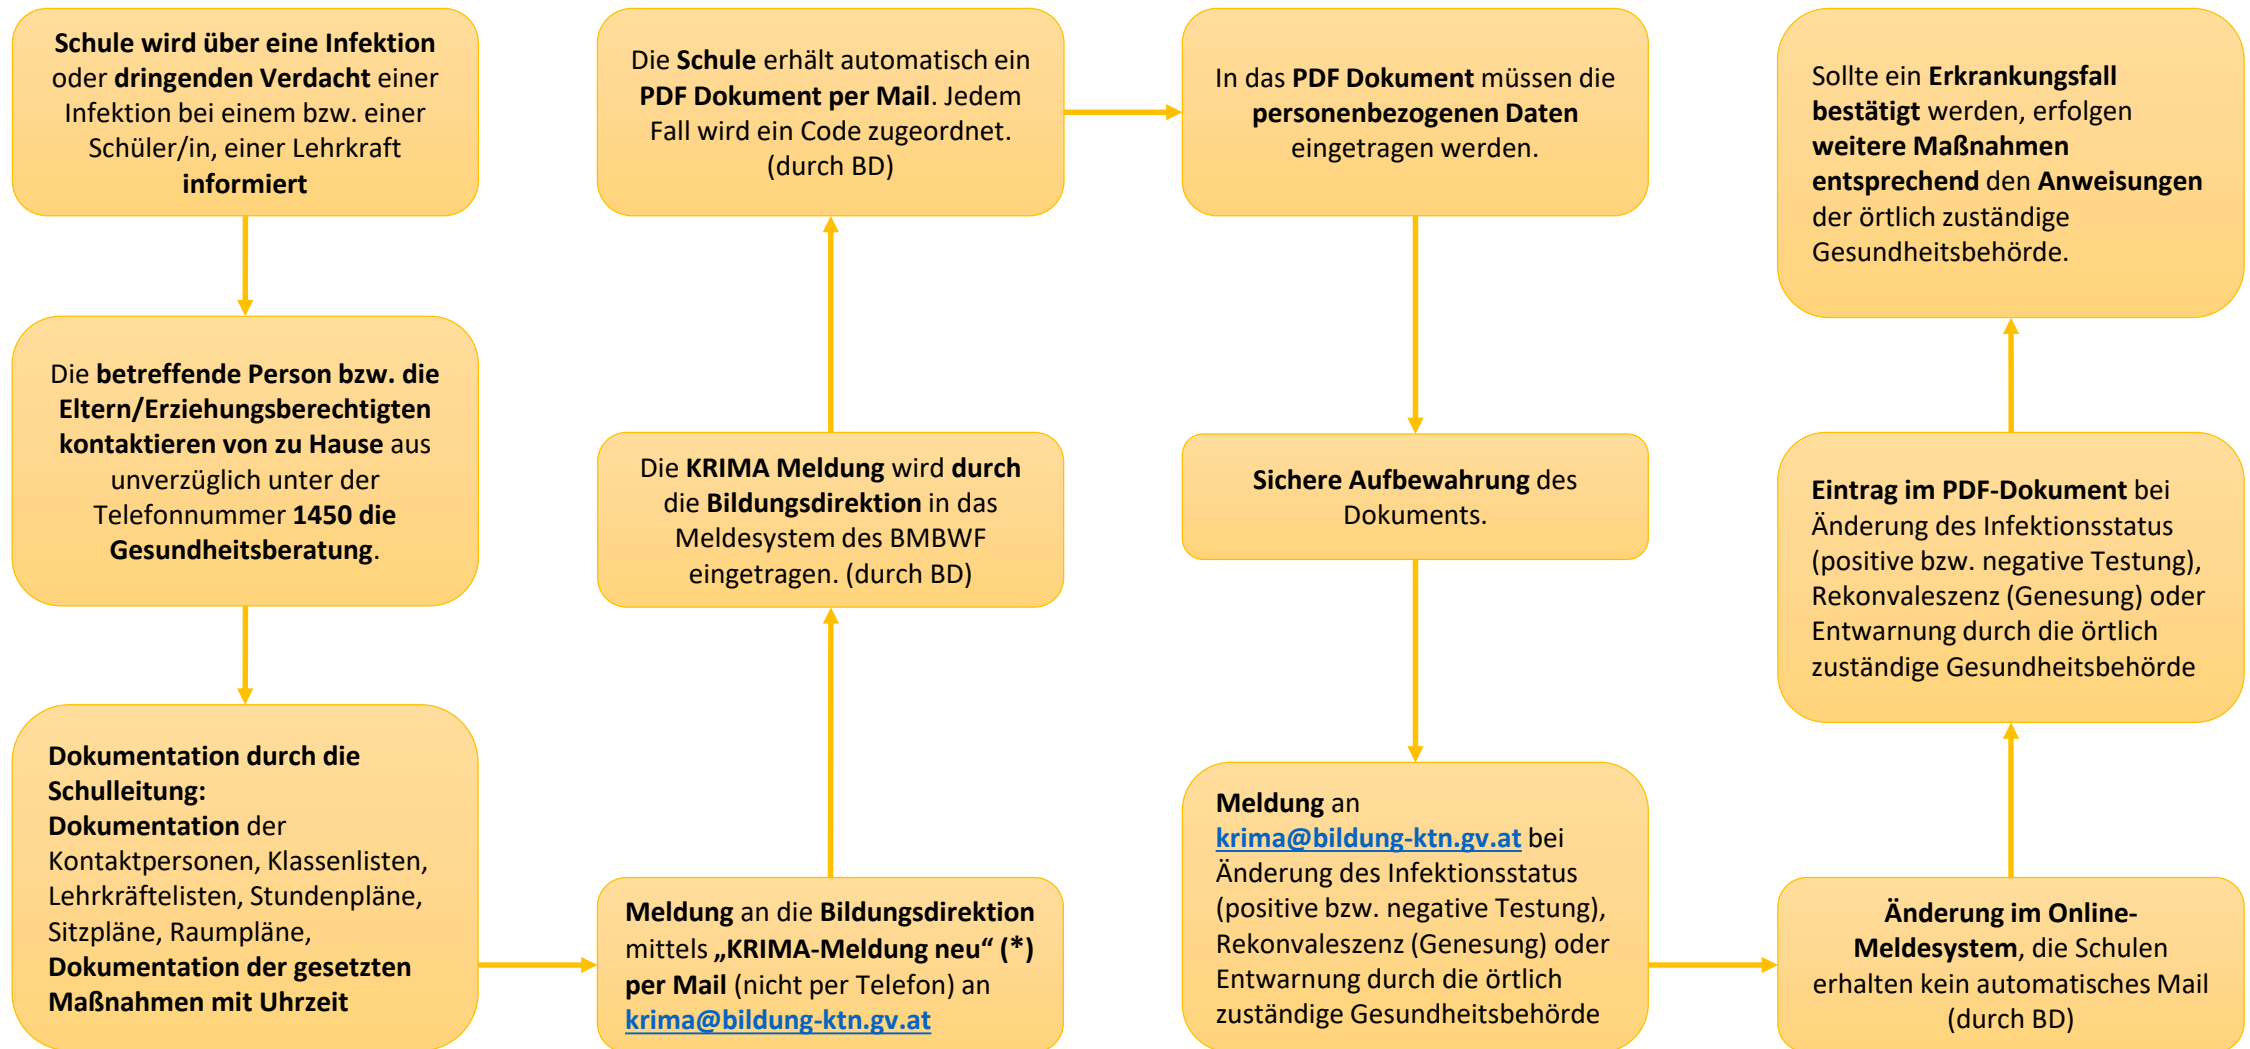 Schule wird über eine Infektion
oder dringenden Verdacht einer
Infektion bei einem bzw. einer
Schüler/in, einer Lehrkraft
informiert
Die betreffende Person bzw. die
Eltern/Erziehungsberechtigten
kontaktieren von zu Hause aus
unverzüglich unter der
Telefonnummer 1450 die
Gesundheitsberatung.
Dokumentation durch die
Schulleitung:
Dokumentation der
Kontaktpersonen, Klassenlisten,
Lehrkräftelisten, Stundenpläne,
Sitzpläne, Raumpläne,
Dokumentation der gesetzten
Maßnahmen mit Uhrzeit
Meldung an die Bildungsdirektion
mittels „KRIMA-Meldung neu“ (*)
per Mail (nicht per Telefon) an
krima@bildung-ktn.gv.at
Die KRIMA Meldung wird durch
die Bildungsdirektion in das
Meldesystem des BMBWF
eingetragen. (durch BD)
Die Schule erhält automatisch ein
PDF Dokument per Mail. Jedem
Fall wird ein Code zugeordnet.
(durch BD)
In das PDF Dokument müssen die
personenbezogenen Daten
eingetragen werden.
Sichere Aufbewahrung des
Dokuments.
Meldung an
krima@bildung-ktn.gv.at bei
Änderung des Infektionsstatus
(positive bzw. negative Testung),
Rekonvaleszenz (Genesung) oder
Entwarnung durch die örtlich
zuständige Gesundheitsbehörde
Änderung im Online-
Meldesystem, die Schulen
erhalten kein automatisches Mail
(durch BD)
Eintrag im PDF-Dokument bei
Änderung des Infektionsstatus
(positive bzw. negative Testung),
Rekonvaleszenz (Genesung) oder
Entwarnung durch die örtlich
zuständige Gesundheitsbehörde
Sollte ein Erkrankungsfall
bestätigt werden, erfolgen
weitere Maßnahmen
entsprechend den Anweisungen
der örtlich zuständige
Gesundheitsbehörde.